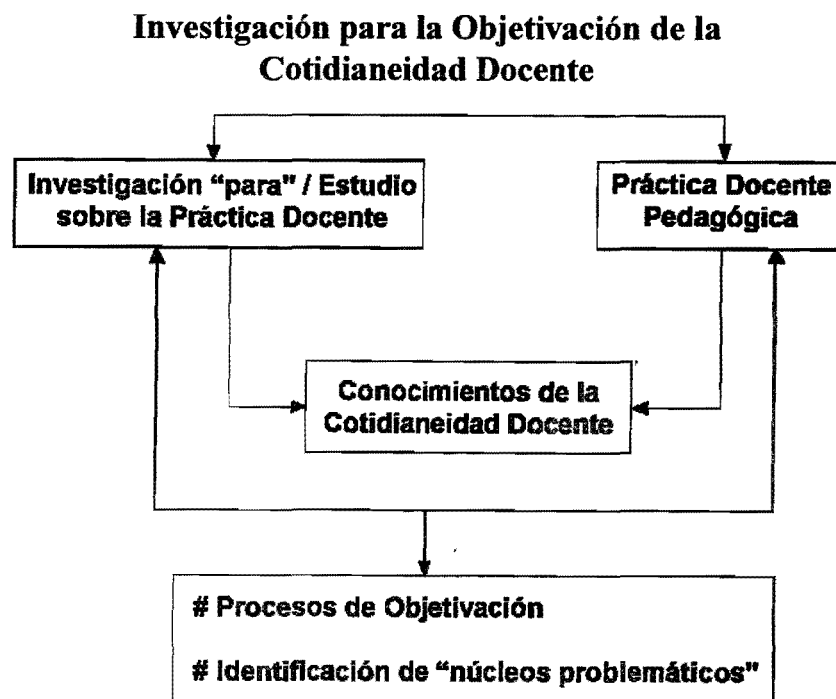 Investigación para la Objetivación de la
Cotidianeidad Docente
Investigación “para” / Estudio
sobre la Práctica Docente
Práctica Docente
Pedagógica
Conocimientos de la
Cotidianeidad Docente
# Procesos de Objetivación
# Identificación de “núcleos problemáticos”